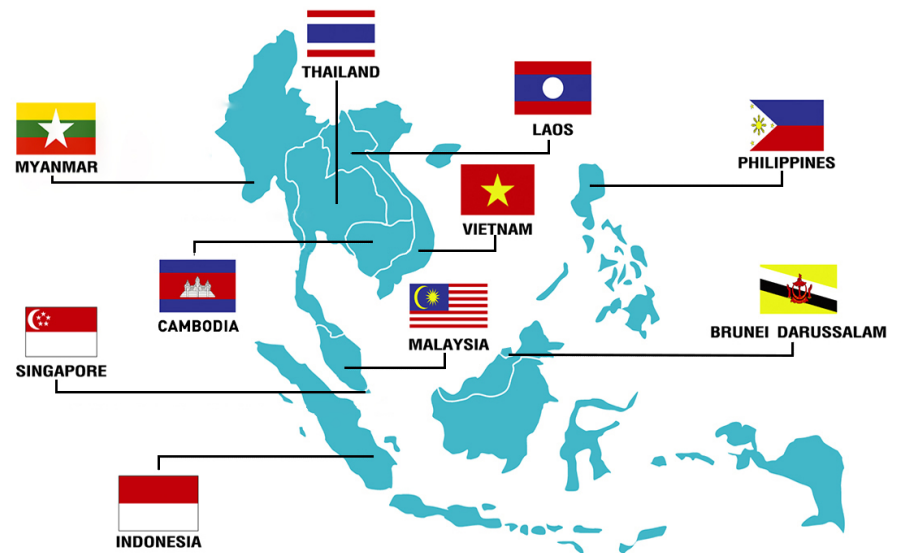 THAILAND
LAOS
MYANMAR
PHILIPPINES
VIETNAM
CAMBODIA
BRUNEI DARUSSALAM
MALAYSIA
SINGAPORE
INDONESIA